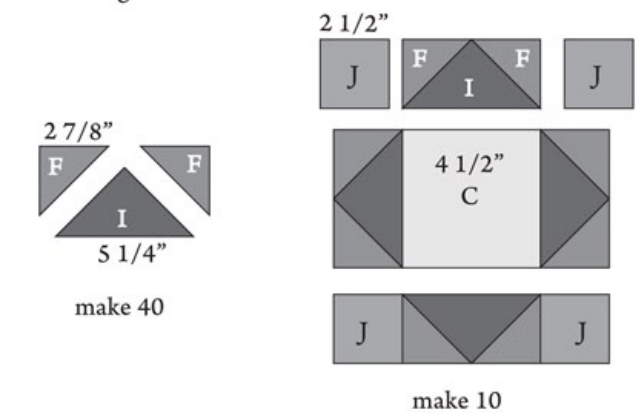 2 7/8”
F F
I
5 1/4”
make 40
2 1/2”
J F I F J
4 1/2”
C
J J
make 10